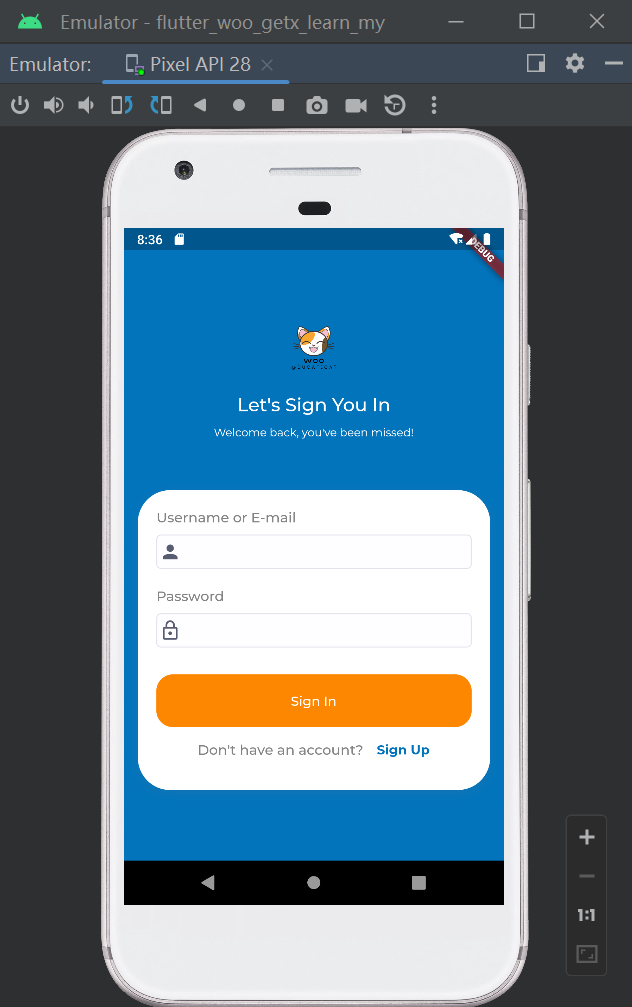 Emulator - flutter_woo_getx_learn_my
Emulator: Pixel API 28
8:36
DEBUG
WOO
Let's Sign You In
Welcome back, you've been missed!
Username or E-mail
Password
Sign In
Don't have an account? Sign Up
1:1